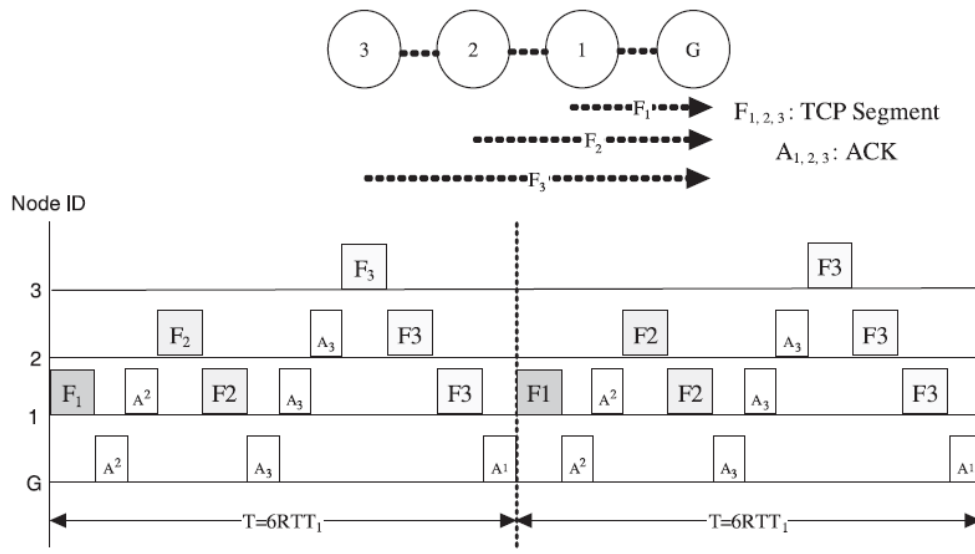 3 2 1 G
F₁
F₁, ₂, ₃ : TCP Segment
F₂
A₁, ₂, ₃ : ACK
F₃
Node ID
F₃ F3
3
F₂ A₃ F3 F2 A₃ F3
2
F₁ A² F2 A₃ F3 F1 A² F2 A₃ F3
1
A² A₃ A¹ A² A₃ A¹
G
T=6RTT₁ T=6RTT₁